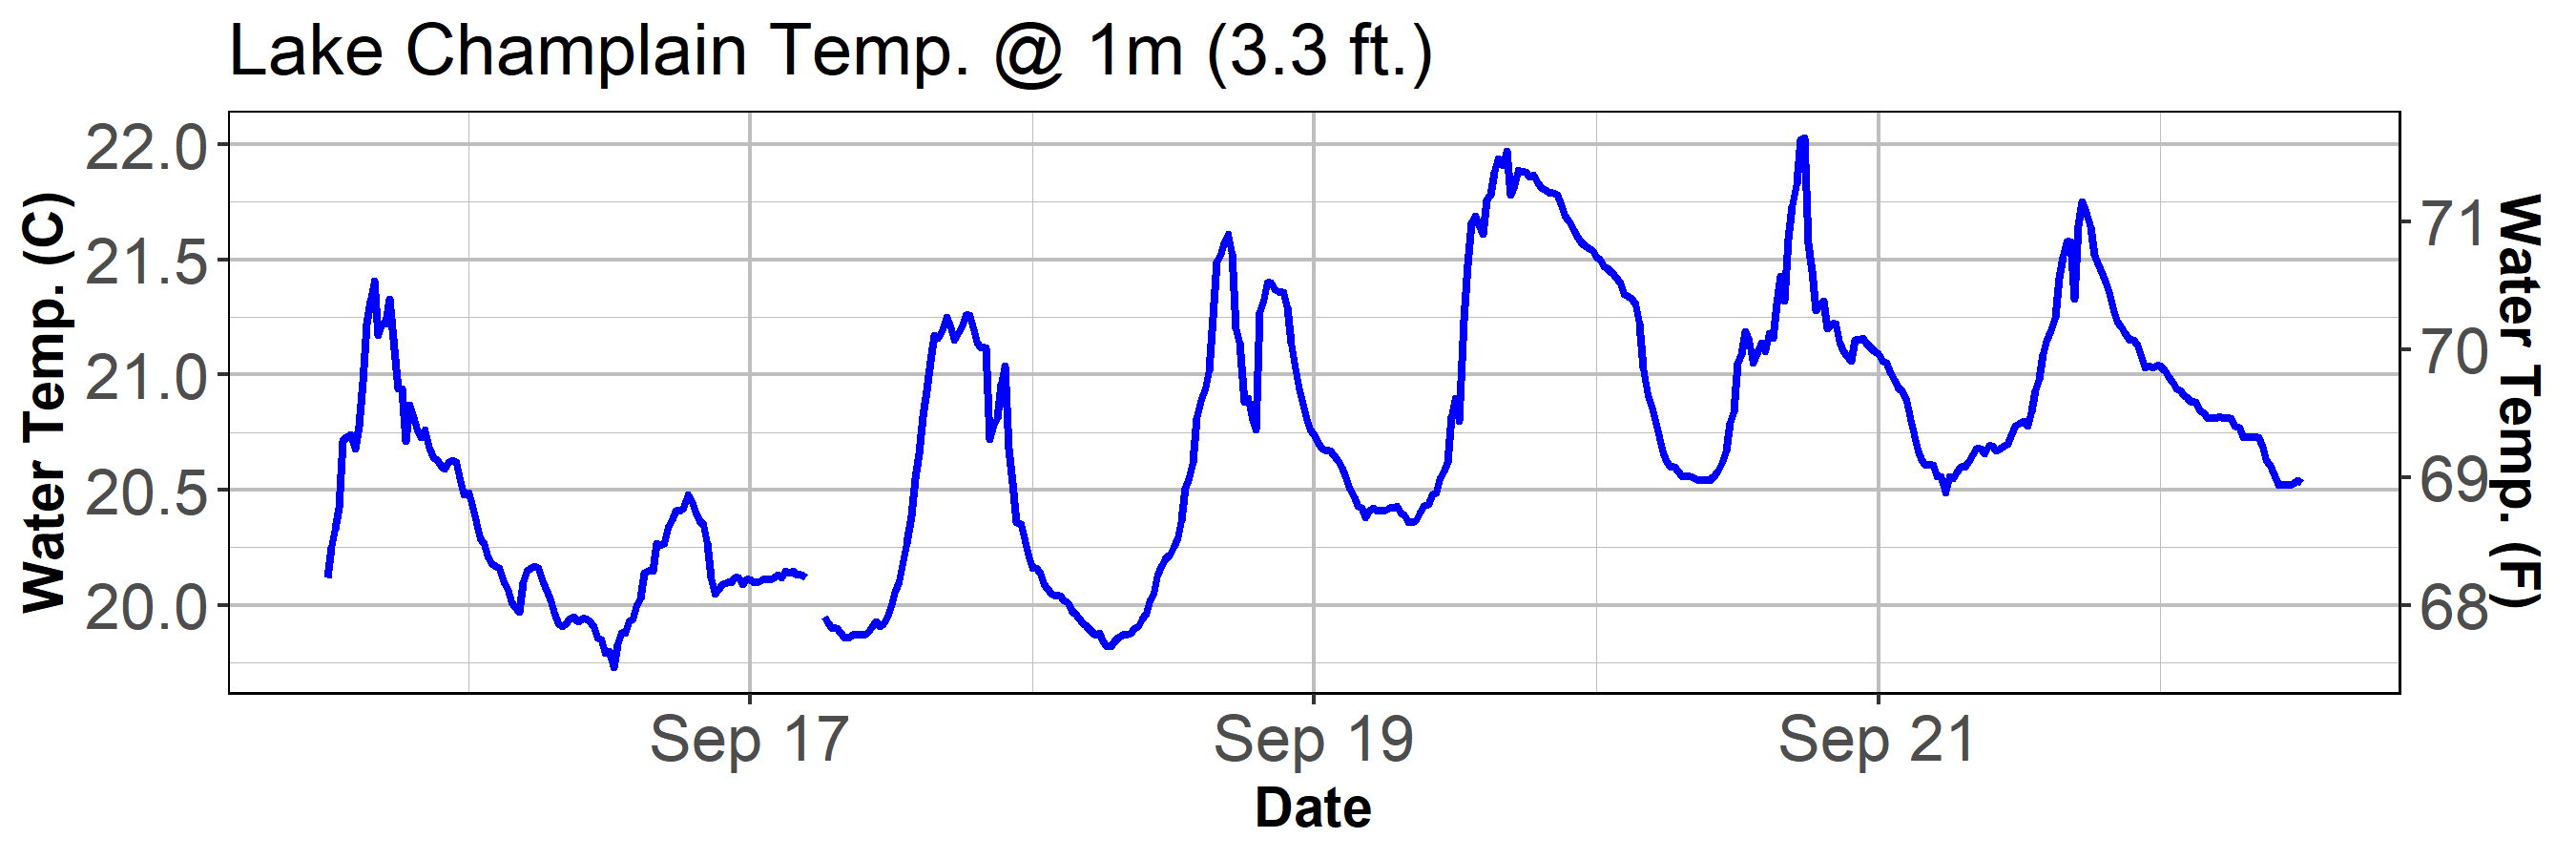 Lake Champlain Temp. @ 1m (3.3 ft.)
Water Temp. (C)
22.0
21.5
21.0
20.5
20.0
71
70
69
68
Water Temp. (F)
Sep 17 Sep 19 Sep 21
Date